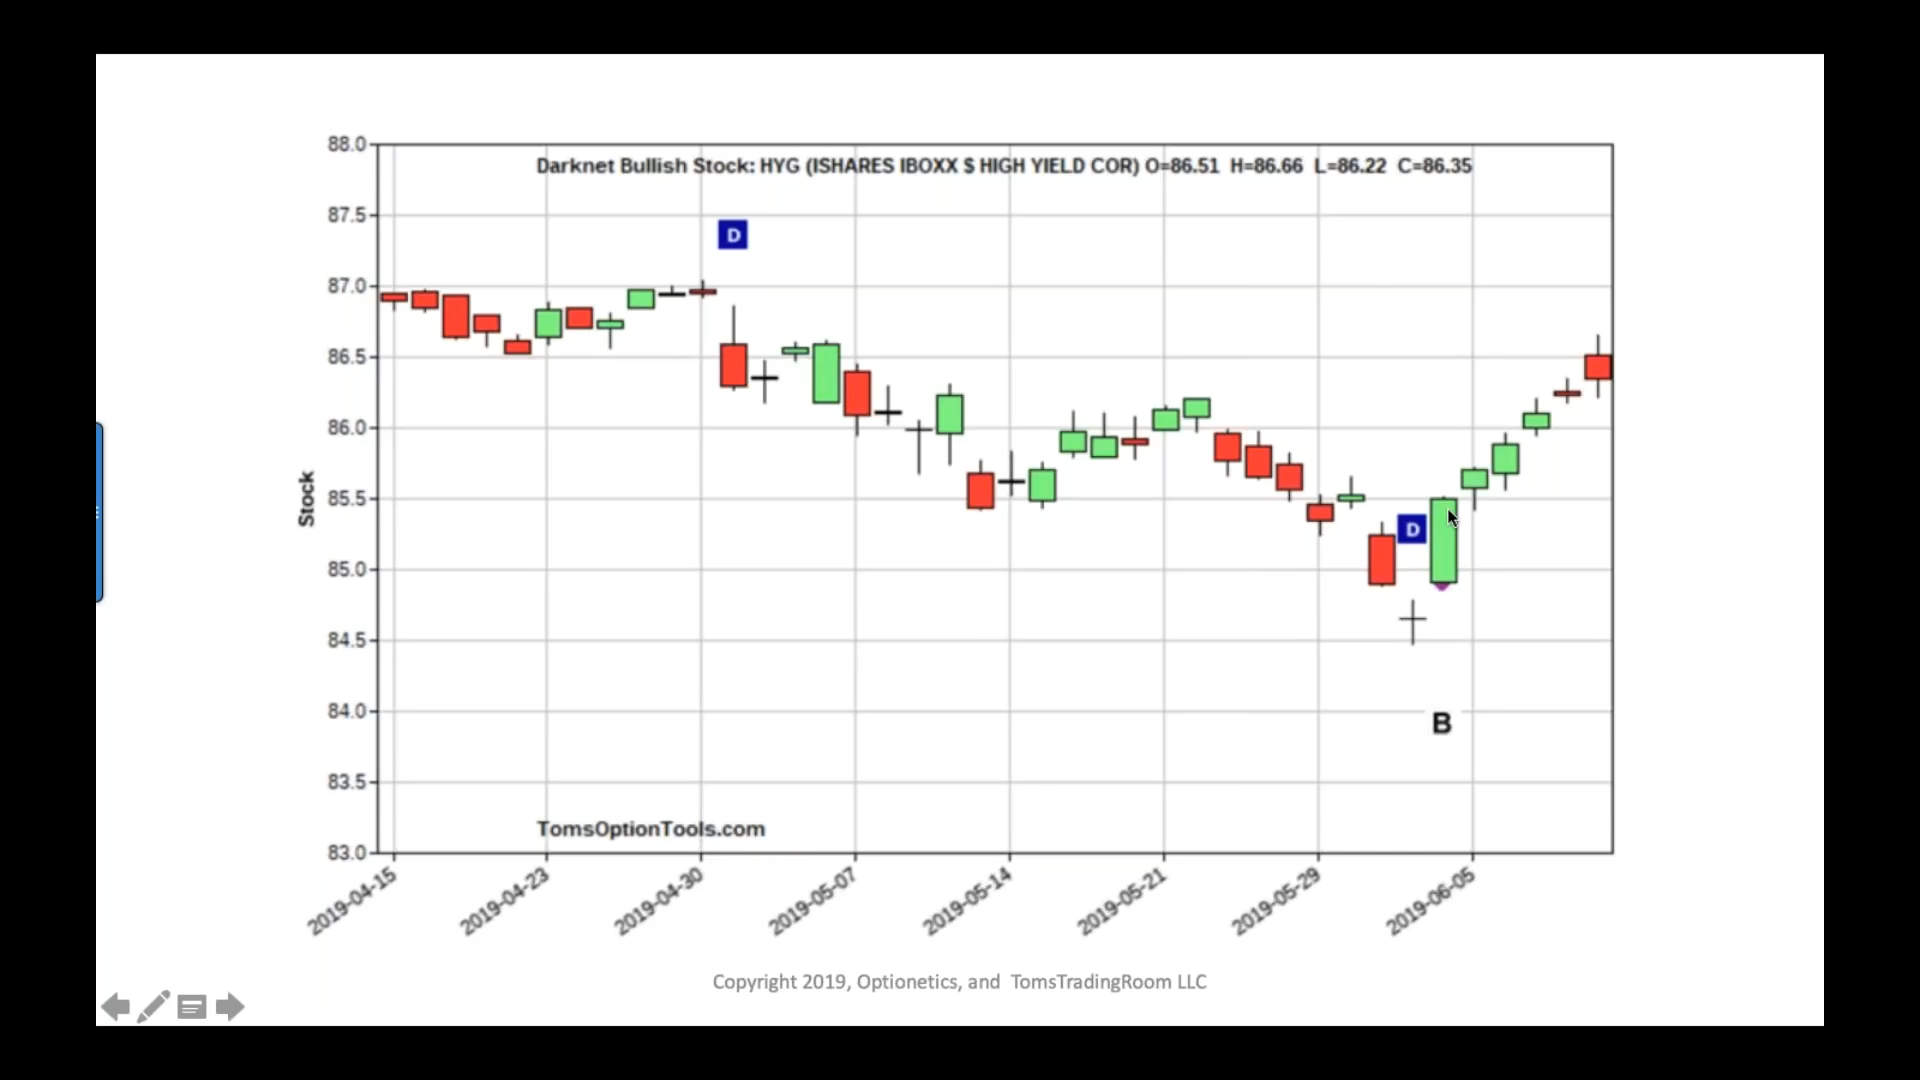 Darknet Bullish Stock: HYG (ISHARES IBOXX $ HIGH YIELD COR) O=86.51 H=86.66 L=86.22 C=86.35
88.0
87.5
87.0
86.5
86.0
85.5
85.0
84.5
84.0
83.5
83.0
Stock
D
D
B
TomsOptionTools.com
2019-04-15
2019-04-23
2019-04-30
2019-05-07
2019-05-14
2019-05-21
2019-05-29
2019-06-05
Copyright 2019, Optionetics, and TomsTradingRoom LLC